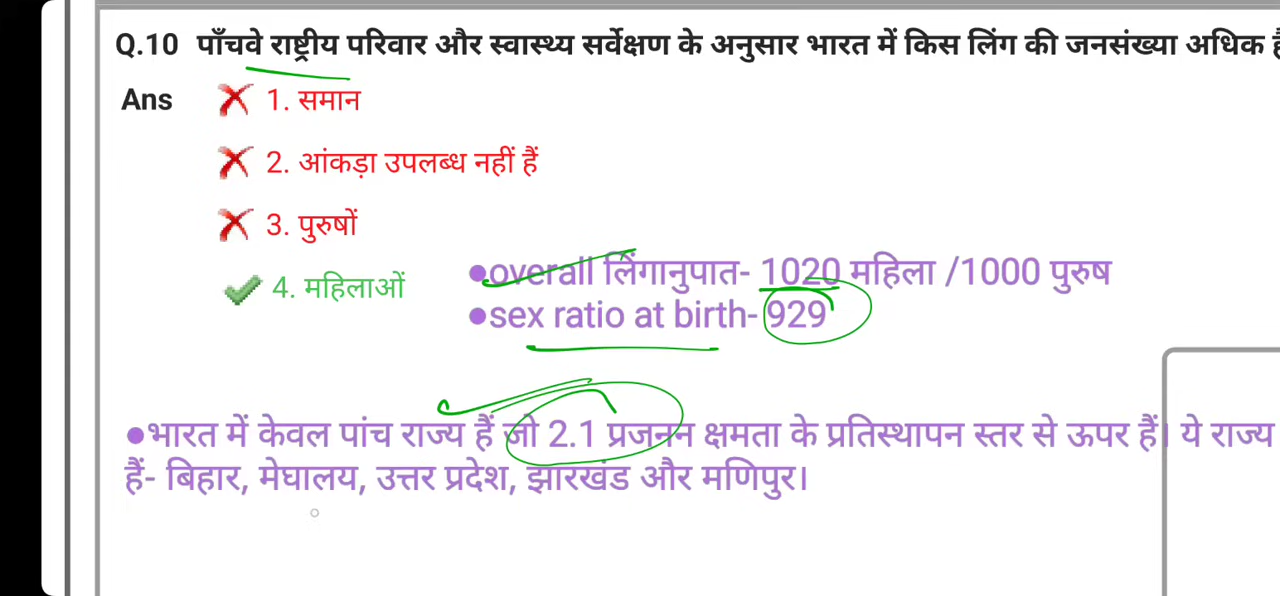 Q.10 पाँचवे राष्ट्रीय परिवार और स्वास्थ्य सर्वेक्षण के अनुसार भारत में किस लिंग की जनसंख्या अधिक
Ans 1. समान
2. आंकड़ा उपलब्ध नहीं हैं
3. पुरुषों
4. महिलाओं
●overall लिंगानुपात- 1020 महिला /1000 पुरुष
●sex ratio at birth- 929
●भारत में केवल पांच राज्य हैं जो 2.1 प्रजनन क्षमता के प्रतिस्थापन स्तर से ऊपर हैं। ये राज्य
हैं- बिहार, मेघालय, उत्तर प्रदेश, झारखंड और मणिपुर।